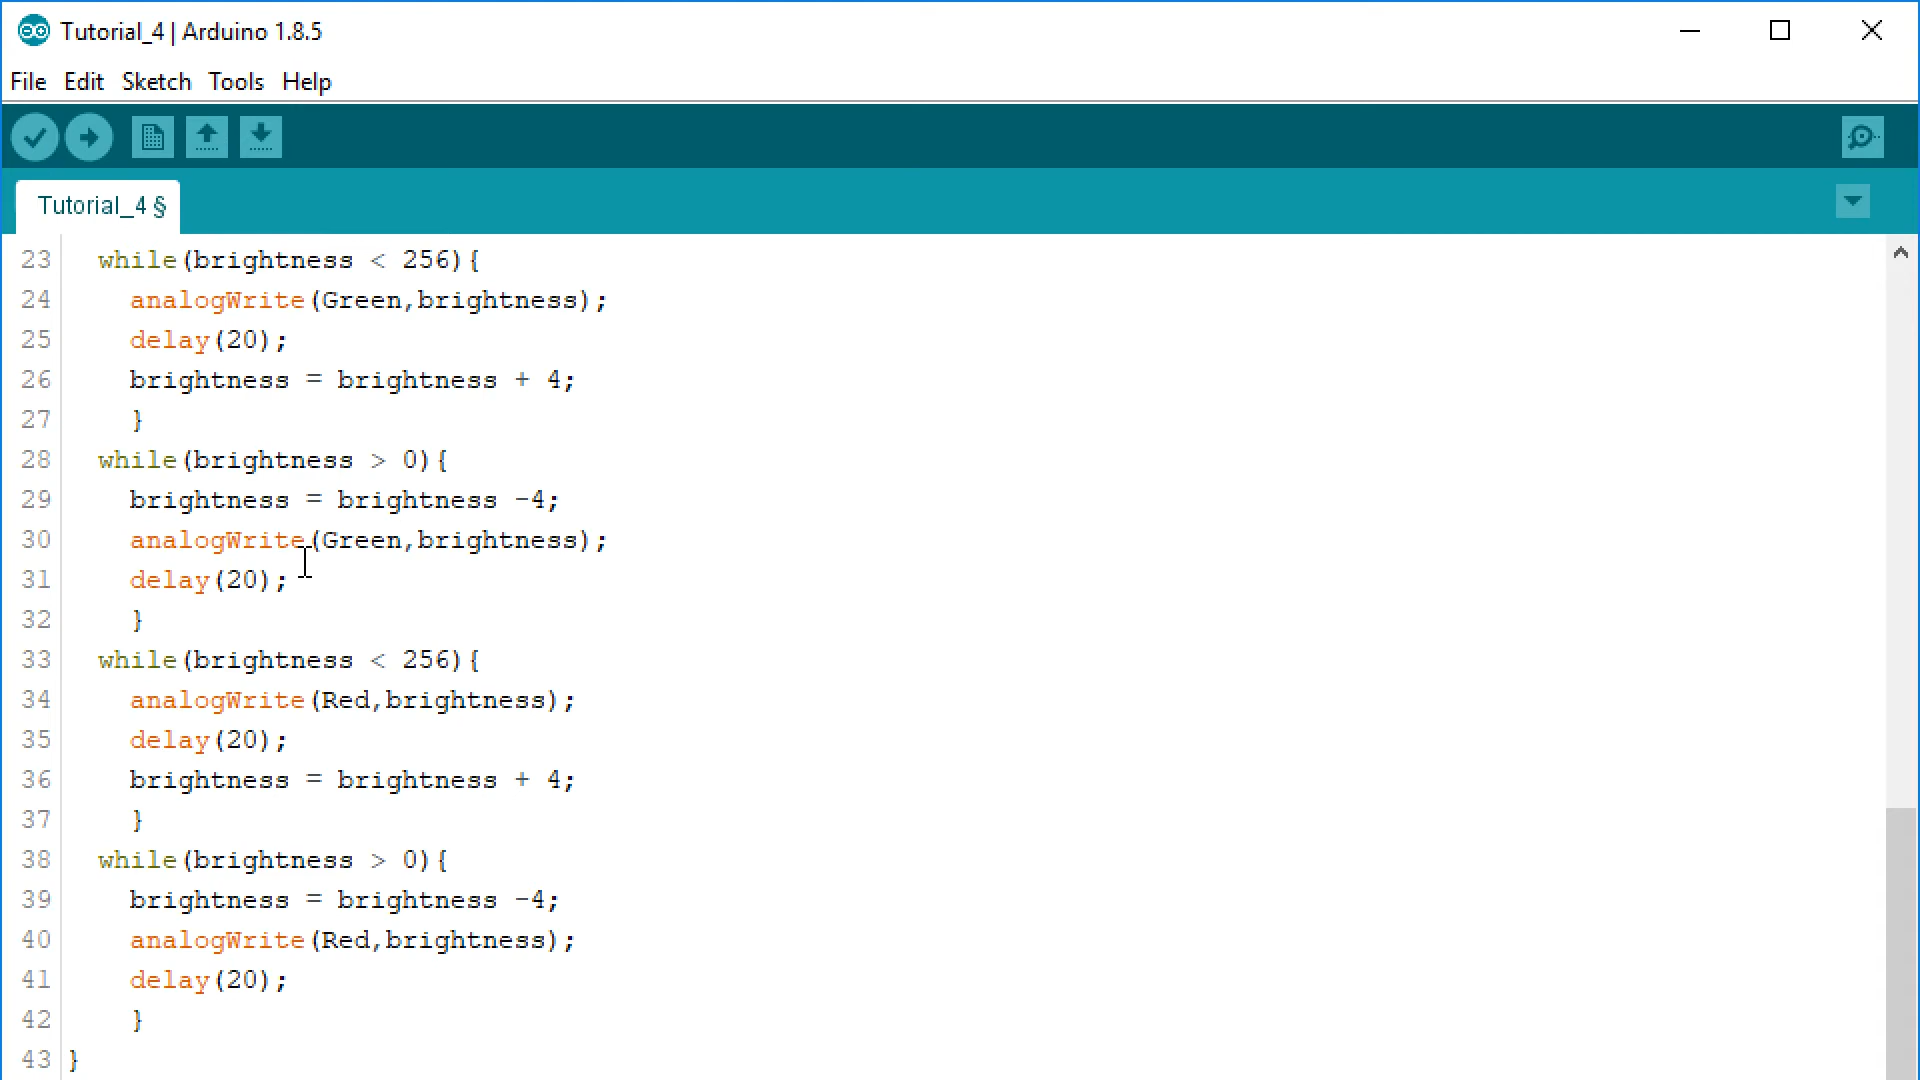 Tutorial_4 | Arduino 1.8.5
File Edit Sketch Tools Help
Tutorial_4 §
23 while(brightness < 256){
24 analogWrite(Green,brightness);
25 delay(20);
26 brightness = brightness + 4;
27 }
28 while(brightness > 0){
29 brightness = brightness -4;
30 analogWrite(Green,brightness);
31 delay(20);
32 }
33 while(brightness < 256){
34 analogWrite(Red,brightness);
35 delay(20);
36 brightness = brightness + 4;
37 }
38 while(brightness > 0){
39 brightness = brightness -4;
40 analogWrite(Red,brightness);
41 delay(20);
42 }
43 }